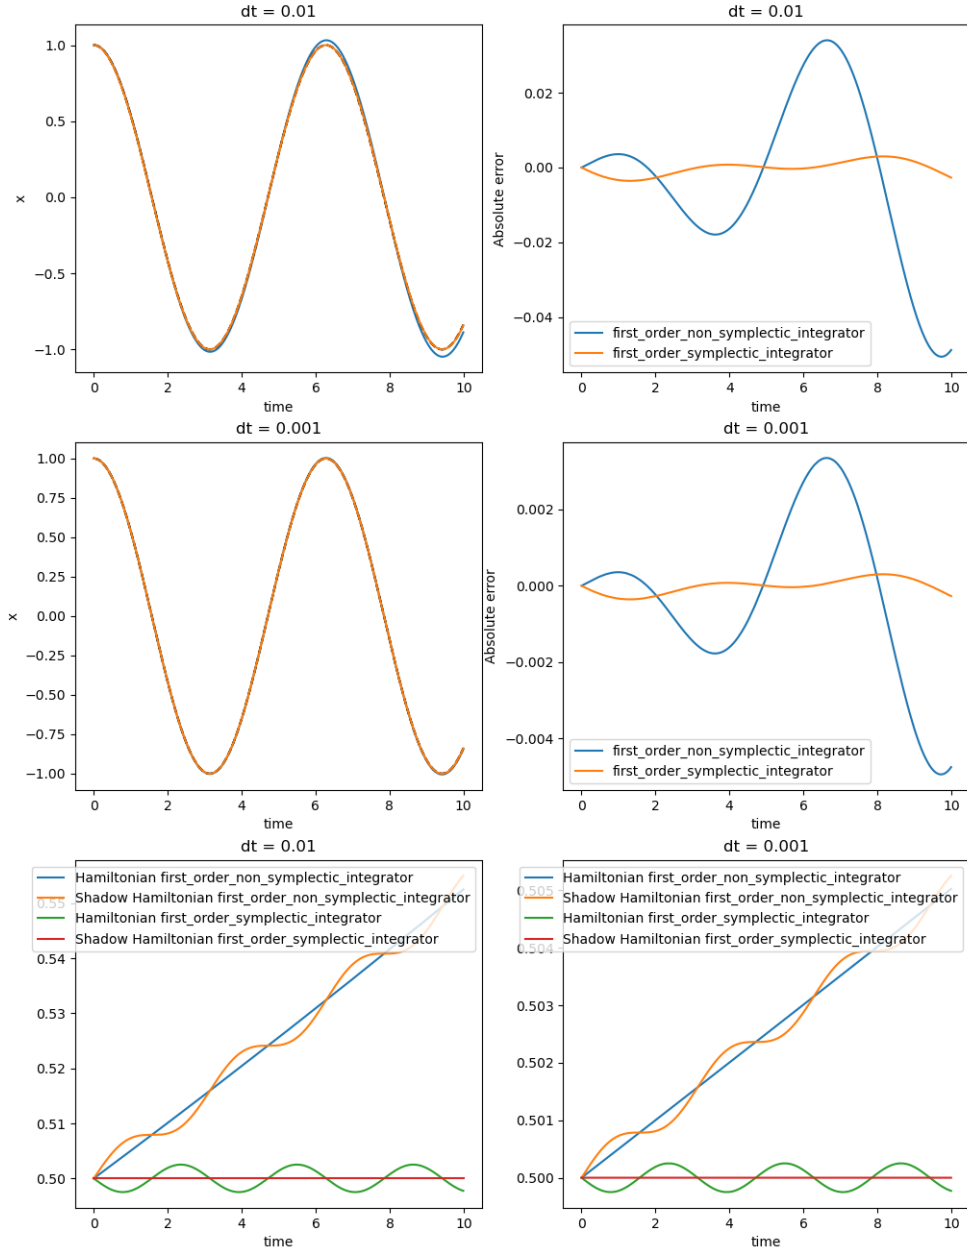 dt = 0.01
1.0
0.5
0.0
−0.5
−1.0
x
0 2 4 6 8 10
time
dt = 0.01
0.02
0.00
−0.02
−0.04
Absolute error
first_order_non_symplectic_integrator
first_order_symplectic_integrator
0 2 4 6 8 10
time
dt = 0.001
1.00
0.75
0.50
0.25
0.00
−0.25
−0.50
−0.75
−1.00
x
0 2 4 6 8 10
time
dt = 0.001
0.002
0.000
−0.002
−0.004
Absolute error
first_order_non_symplectic_integrator
first_order_symplectic_integrator
0 2 4 6 8 10
time
dt = 0.01
Hamiltonian first_order_non_symplectic_integrator
Shadow Hamiltonian first_order_non_symplectic_integrator
Hamiltonian first_order_symplectic_integrator
Shadow Hamiltonian first_order_symplectic_integrator
0.55
0.54
0.53
0.52
0.51
0.50
0 2 4 6 8 10
time
dt = 0.001
Hamiltonian first_order_non_symplectic_integrator
Shadow Hamiltonian first_order_non_symplectic_integrator
Hamiltonian first_order_symplectic_integrator
Shadow Hamiltonian first_order_symplectic_integrator
0.505
0.504
0.503
0.502
0.501
0.500
0 2 4 6 8 10
time